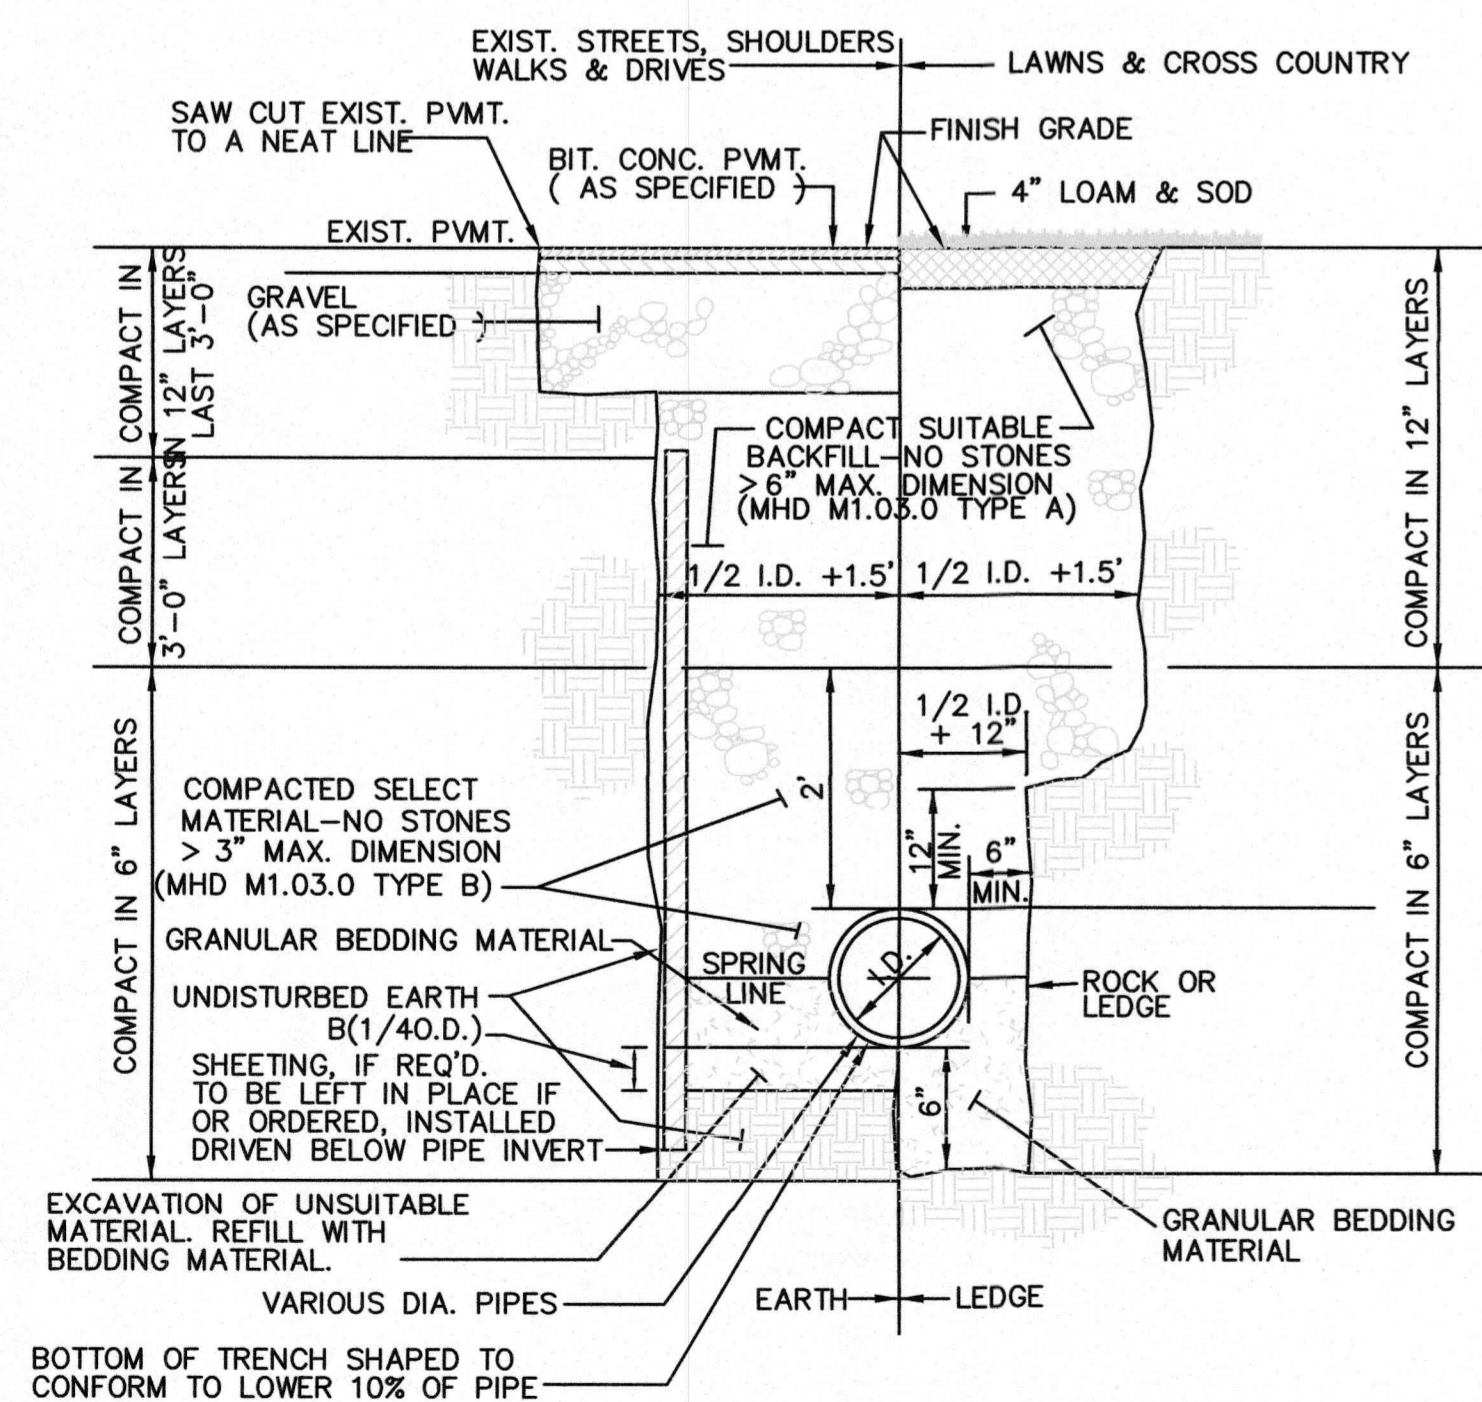 EXIST. STREETS, SHOULDERS
WALKS & DRIVES
LAWNS & CROSS COUNTRY
SAW CUT EXIST. PVMT.
TO A NEAT LINE
BIT. CONC. PVMT.
( AS SPECIFIED )
FINISH GRADE
4" LOAM & SOD
EXIST. PVMT.
GRAVEL
(AS SPECIFIED )
COMPACT IN
IN 12" LAYERS
LAST 3'-0"
COMPACT IN
3'-0" LAYERS
COMPACT IN 12" LAYERS
COMPACT SUITABLE
BACKFILL-NO STONES
> 6" MAX. DIMENSION
(MHD M1.03.0 TYPE A)
1/2 I.D. +1.5'
1/2 I.D. +1.5'
1/2 I.D.
+ 12"
COMPACT IN 6" LAYERS
COMPACTED SELECT
MATERIAL-NO STONES
> 3" MAX. DIMENSION
(MHD M1.03.0 TYPE B)
2'
12"
MIN.
6"
MIN.
COMPACT IN 6" LAYERS
GRANULAR BEDDING MATERIAL
SPRING
LINE
I.D.
ROCK OR
LEDGE
UNDISTURBED EARTH
B(1/4O.D.)
SHEETING, IF REQ'D.
TO BE LEFT IN PLACE IF
OR ORDERED, INSTALLED
DRIVEN BELOW PIPE INVERT
6"
EXCAVATION OF UNSUITABLE
MATERIAL. REFILL WITH
BEDDING MATERIAL.
GRANULAR BEDDING
MATERIAL
VARIOUS DIA. PIPES
EARTH
LEDGE
BOTTOM OF TRENCH SHAPED TO
CONFORM TO LOWER 10% OF PIPE